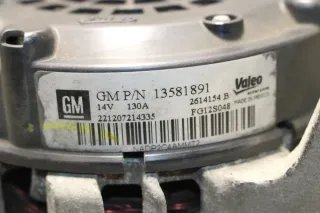 GM
GM P/N 13581891
14V 130A
221207214335
Valeo
2614154 B
FG12S048
MADE IN MEXICO